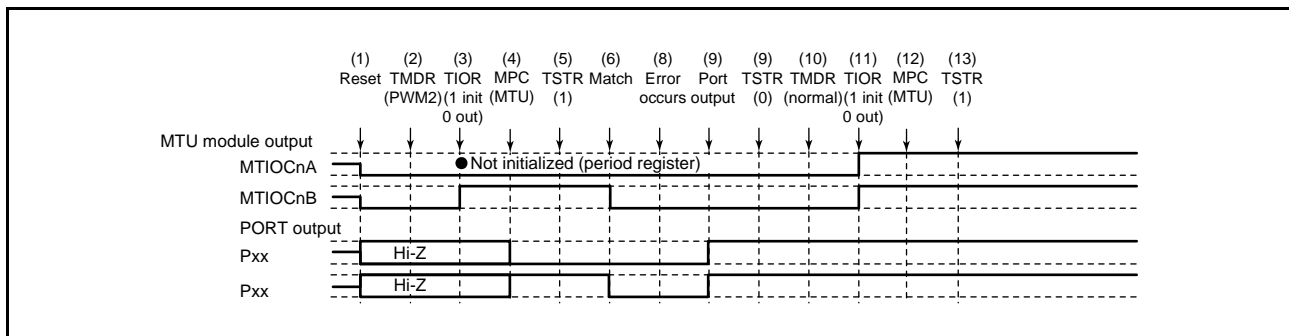 (1) (2) (3) (4) (5) (6) (8) (9) (9) (10) (11) (12) (13)
Reset TMDR TIOR MPC TSTR Match Error Port TSTR TMDR TIOR MPC TSTR
(PWM2) (1 init (MTU) (1) occurs output (0) (normal) (1 init (MTU) (1)
0 out) 0 out)
MTU module output
MTIOCnA ● Not initialized (period register)
MTIOCnB
PORT output
Pxx Hi-Z
Pxx Hi-Z